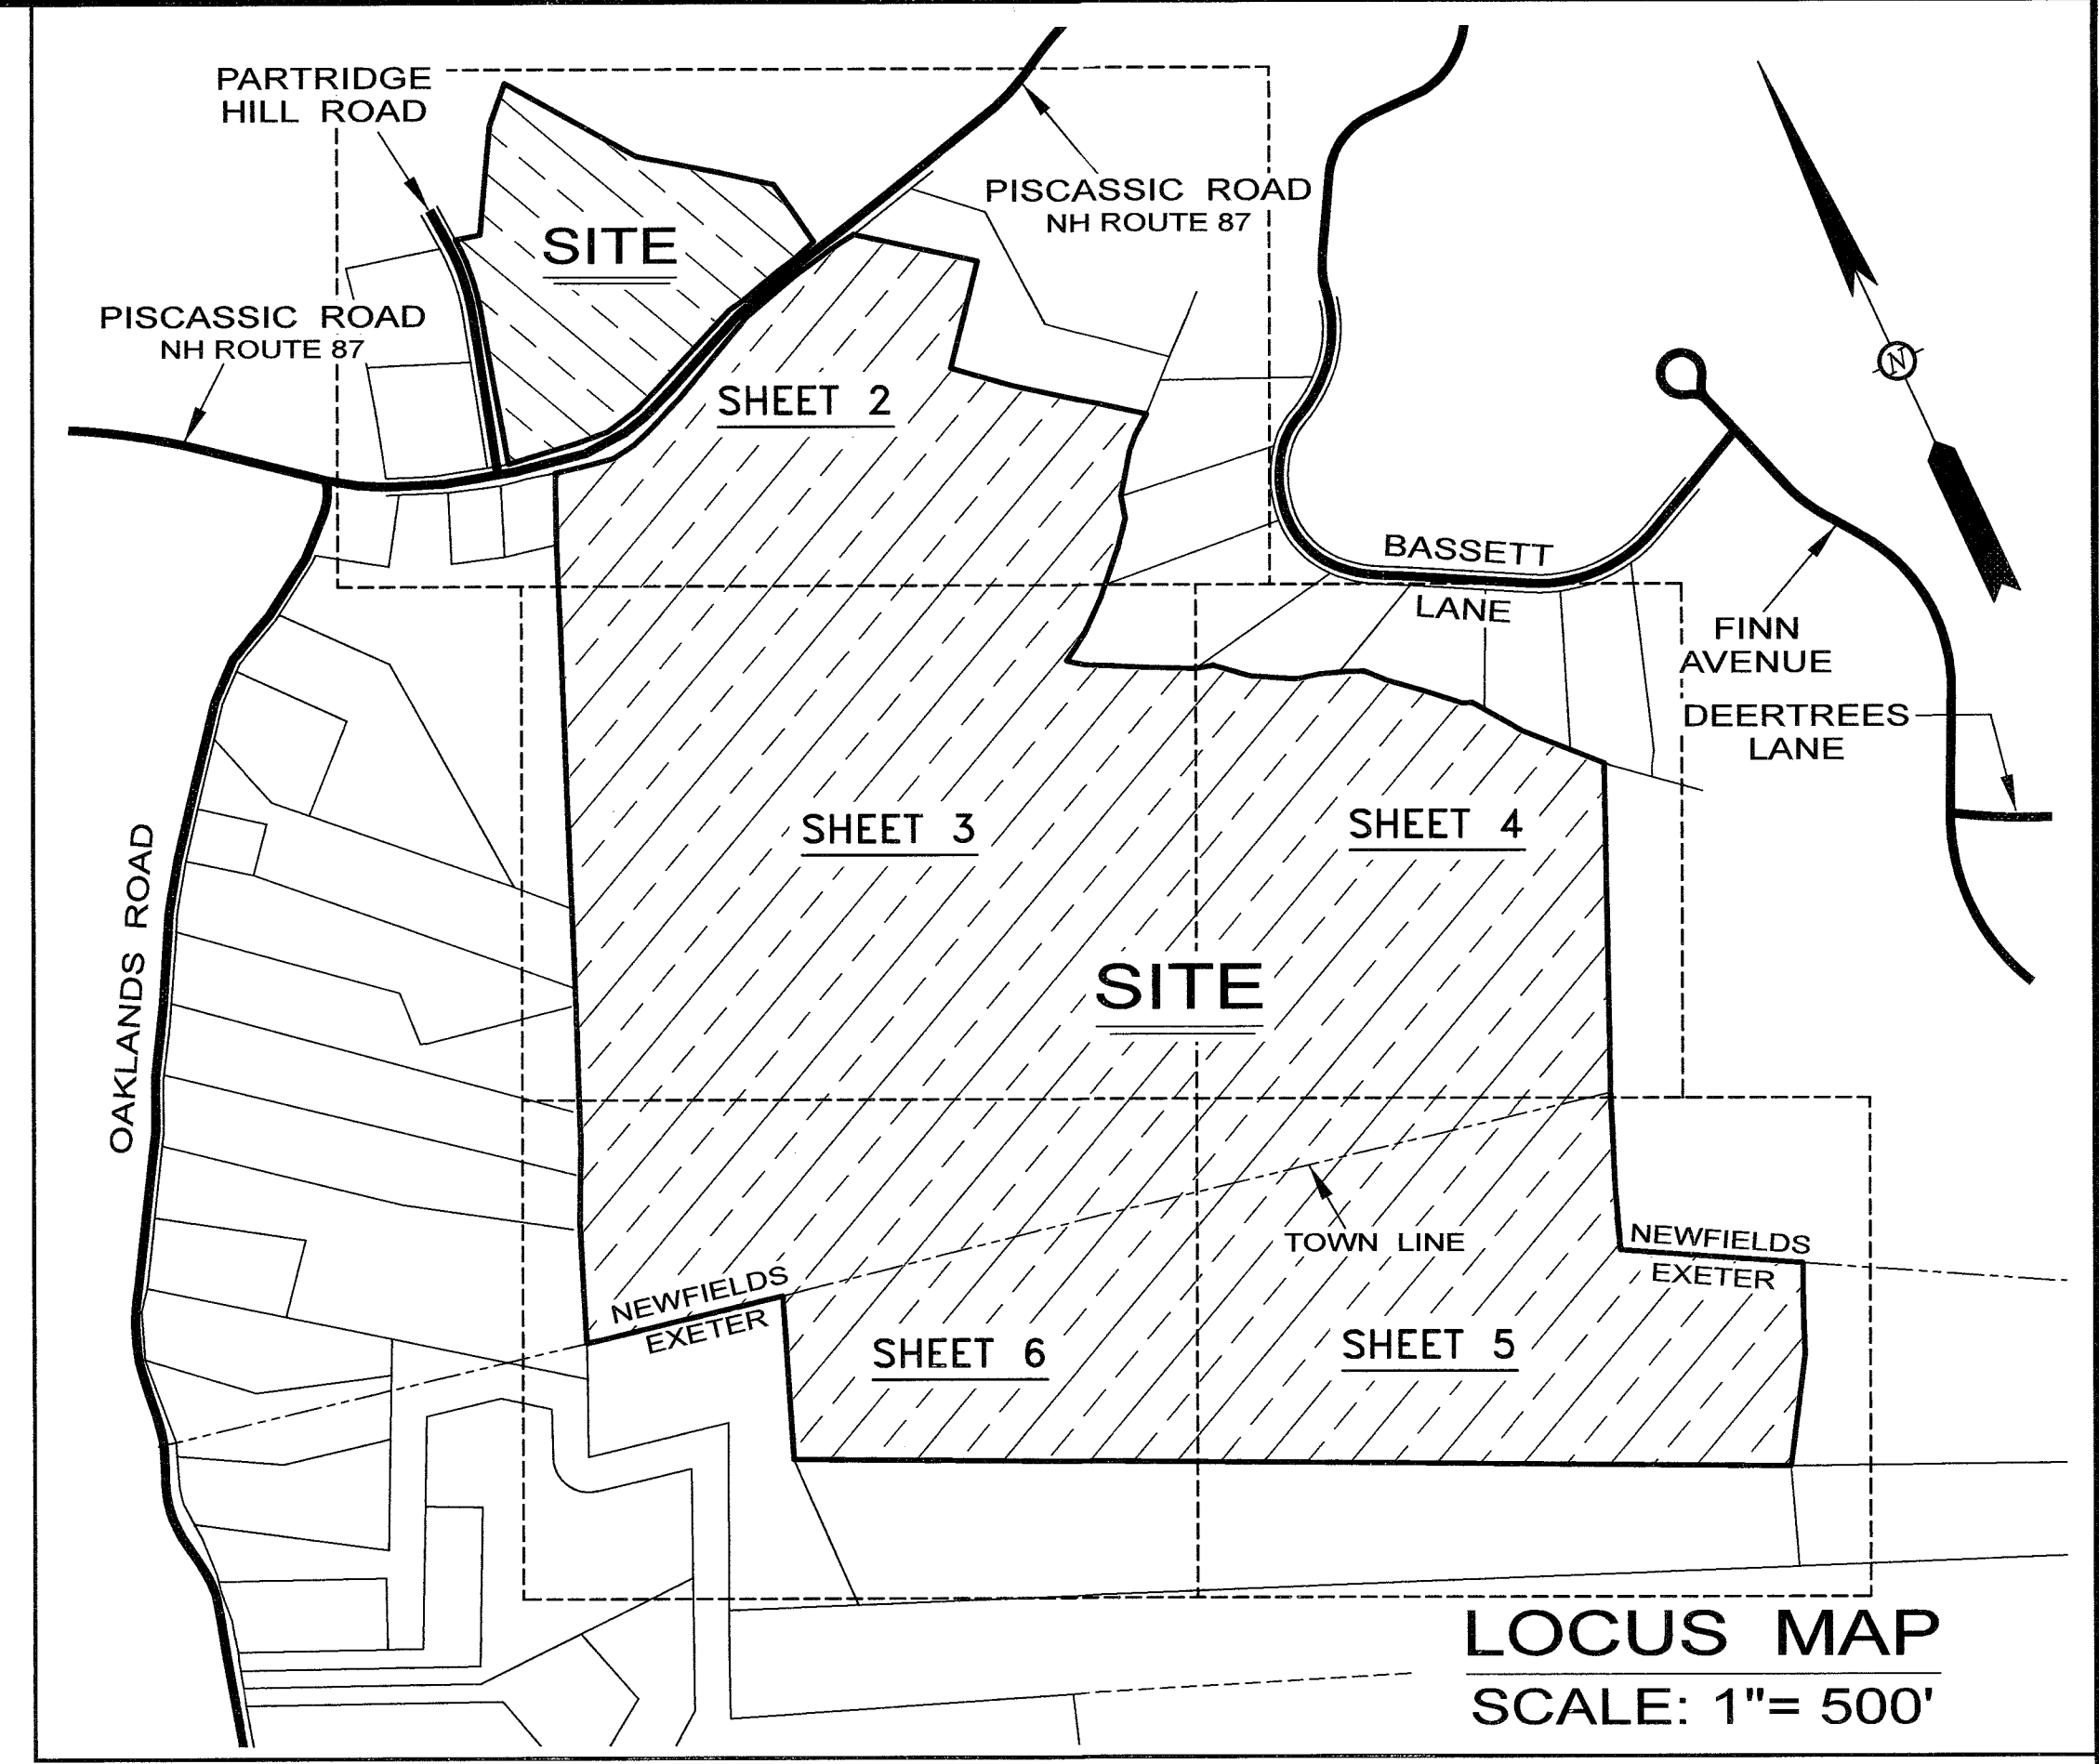 PARTRIDGE
HILL ROAD
PISCASSIC ROAD
NH ROUTE 87
SITE
PISCASSIC ROAD
NH ROUTE 87
SHEET 2
N
BASSETT
LANE
FINN
AVENUE
DEERTREES
LANE
SHEET 3
SHEET 4
OAKLANDS ROAD
SITE
TOWN LINE
NEWFIELDS
EXETER
NEWFIELDS
EXETER
SHEET 6
SHEET 5
LOCUS MAP
SCALE: 1"= 500'